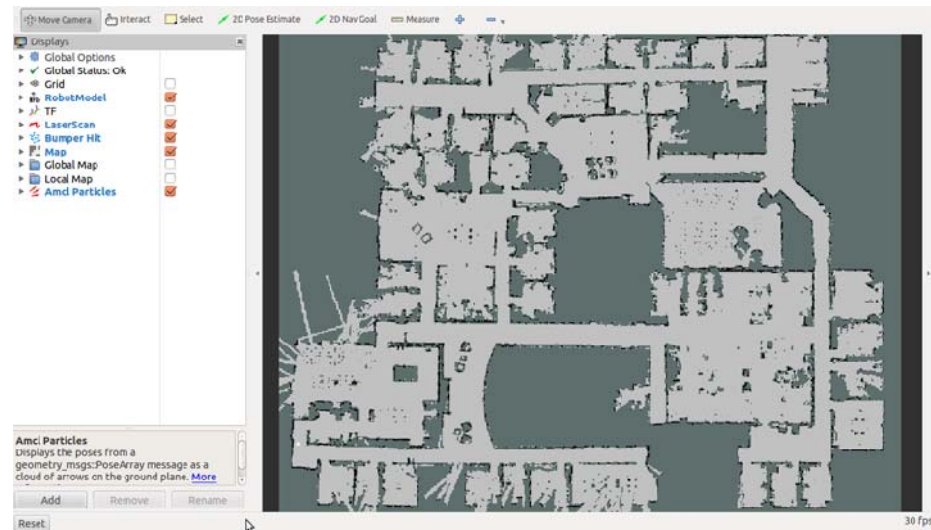 Move Camera Interact Select 2D Pose Estimate 2D Nav Goal Measure
Displays
Global Options
Global Status: Ok
Grid
RobotModel
TF
LaserScan
Bumper Hit
Map
Global Map
Local Map
Amcl Particles
Amcl Particles
Displays the poses from a
geometry_msgs::PoseArray message as a
cloud of arrows on the ground plane. More
Add Remove Rename
Reset 30 fps